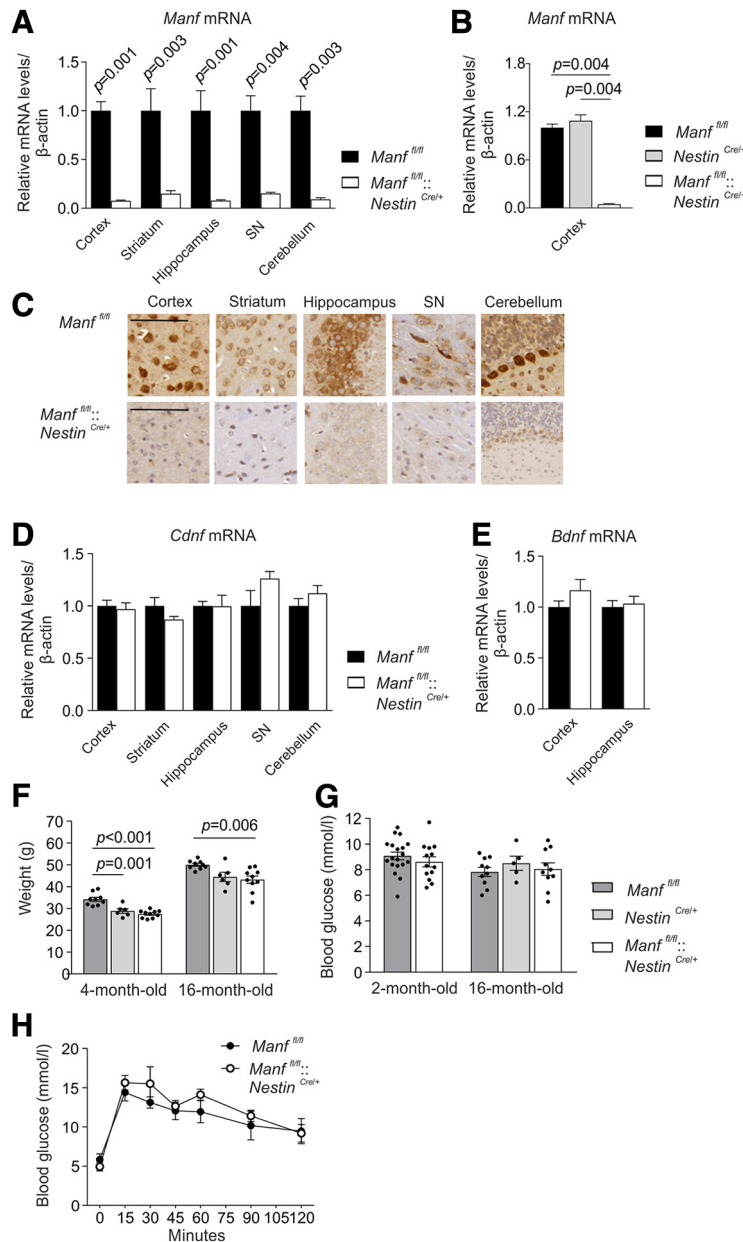 A
Manf mRNA
p=0.001
p=0.003
p=0.001
p=0.004
p=0.003
Relative mRNA levels/
β-actin
1.5
1.0
0.5
0.0
Cortex
Striatum
Hippocampus
SN
Cerebellum
Manf fl/fl
Manf fl/fl::
Nestin Cre/+
B
Manf mRNA
p=0.004
p=0.004
Relative mRNA levels/
β-actin
1.8
1.2
0.6
0.0
Cortex
Manf fl/fl
Nestin Cre/+
Manf fl/fl::
Nestin Cre/+
C
Cortex Striatum Hippocampus SN Cerebellum
Manf fl/fl
Manf fl/fl::
Nestin Cre/+
D
Cdnf mRNA
Relative mRNA levels/
β-actin
1.5
1.0
0.5
0.0
Cortex
Striatum
Hippocampus
SN
Cerebellum
Manf fl/fl
Manf fl/fl::
Nestin Cre/+
E
Bdnf mRNA
Relative mRNA levels/
β-actin
1.5
1.0
0.5
0.0
Cortex
Hippocampus
F
Weight (g)
70
60
50
40
30
20
10
0
p<0.001
p=0.001
p=0.006
4-month-old 16-month-old
G
Blood glucose (mmol/l)
12
10
8
6
4
2
0
2-month-old 16-month-old
Manf fl/fl
Nestin Cre/+
Manf fl/fl::
Nestin Cre/+
H
Blood glucose (mmol/l)
20
15
10
5
0
0 15 30 45 60 75 90 105 120
Minutes
Manf fl/fl
Manf fl/fl::
Nestin Cre/+